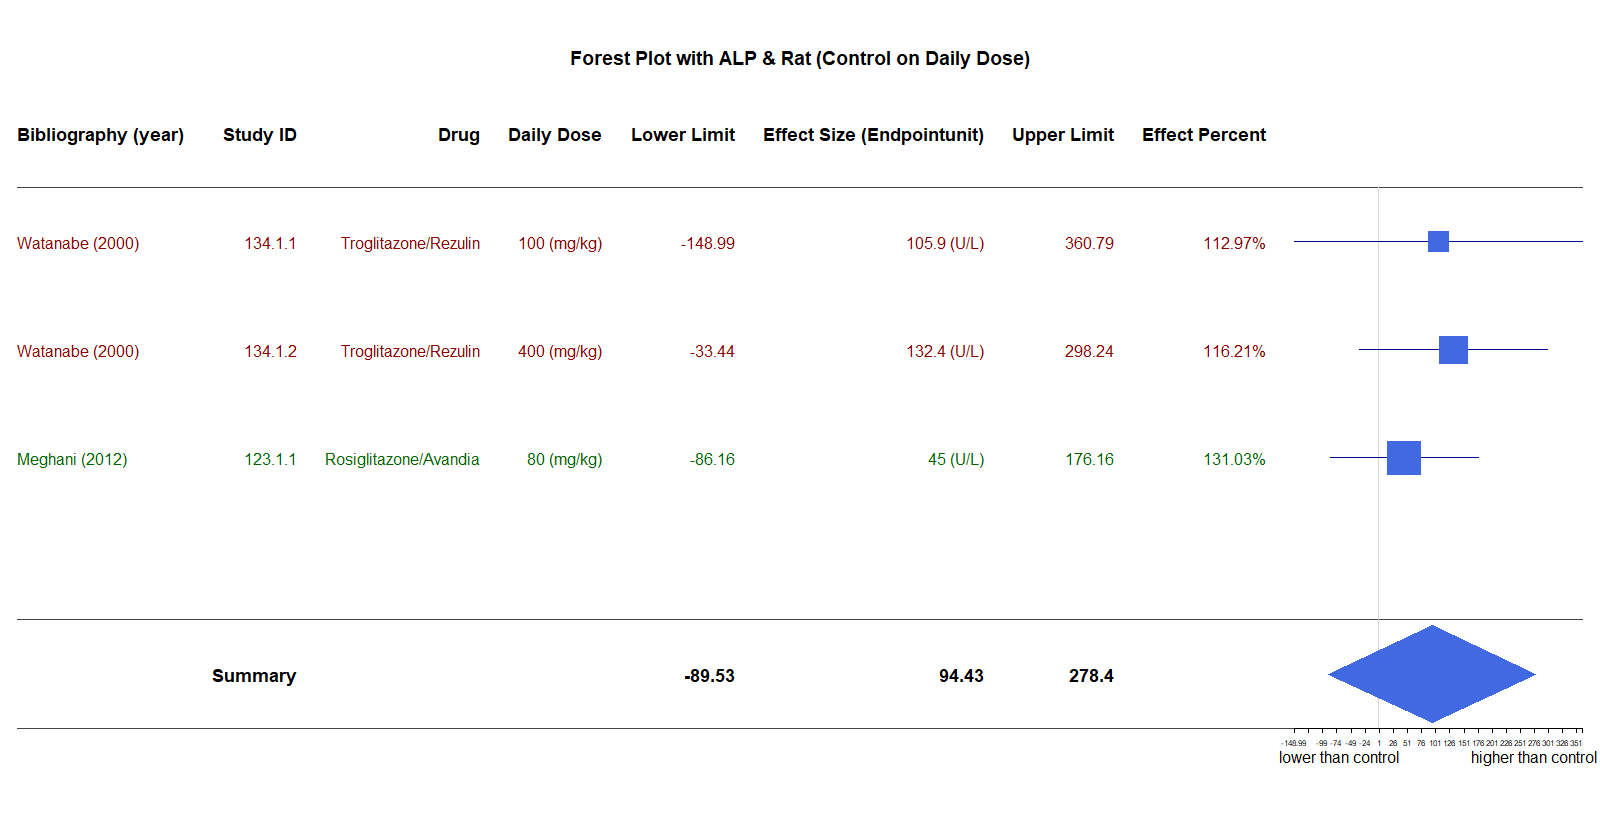 Forest Plot with ALP & Rat (Control on Daily Dose)
Bibliography (year) Study ID Drug Daily Dose Lower Limit Effect Size (Endpointunit) Upper Limit Effect Percent
Watanabe (2000) 134.1.1 Troglitazone/Rezulin 100 (mg/kg) -148.99 105.9 (U/L) 360.79 112.97%
Watanabe (2000) 134.1.2 Troglitazone/Rezulin 400 (mg/kg) -33.44 132.4 (U/L) 298.24 116.21%
Meghani (2012) 123.1.1 Rosiglitazone/Avandia 80 (mg/kg) -86.16 45 (U/L) 176.16 131.03%
Summary -89.53 94.43 278.4
-148.99 -99 -74 -49 -24 1 26 51 76 101 126 151 176 201 226 251 276 301 326 351
lower than control higher than control